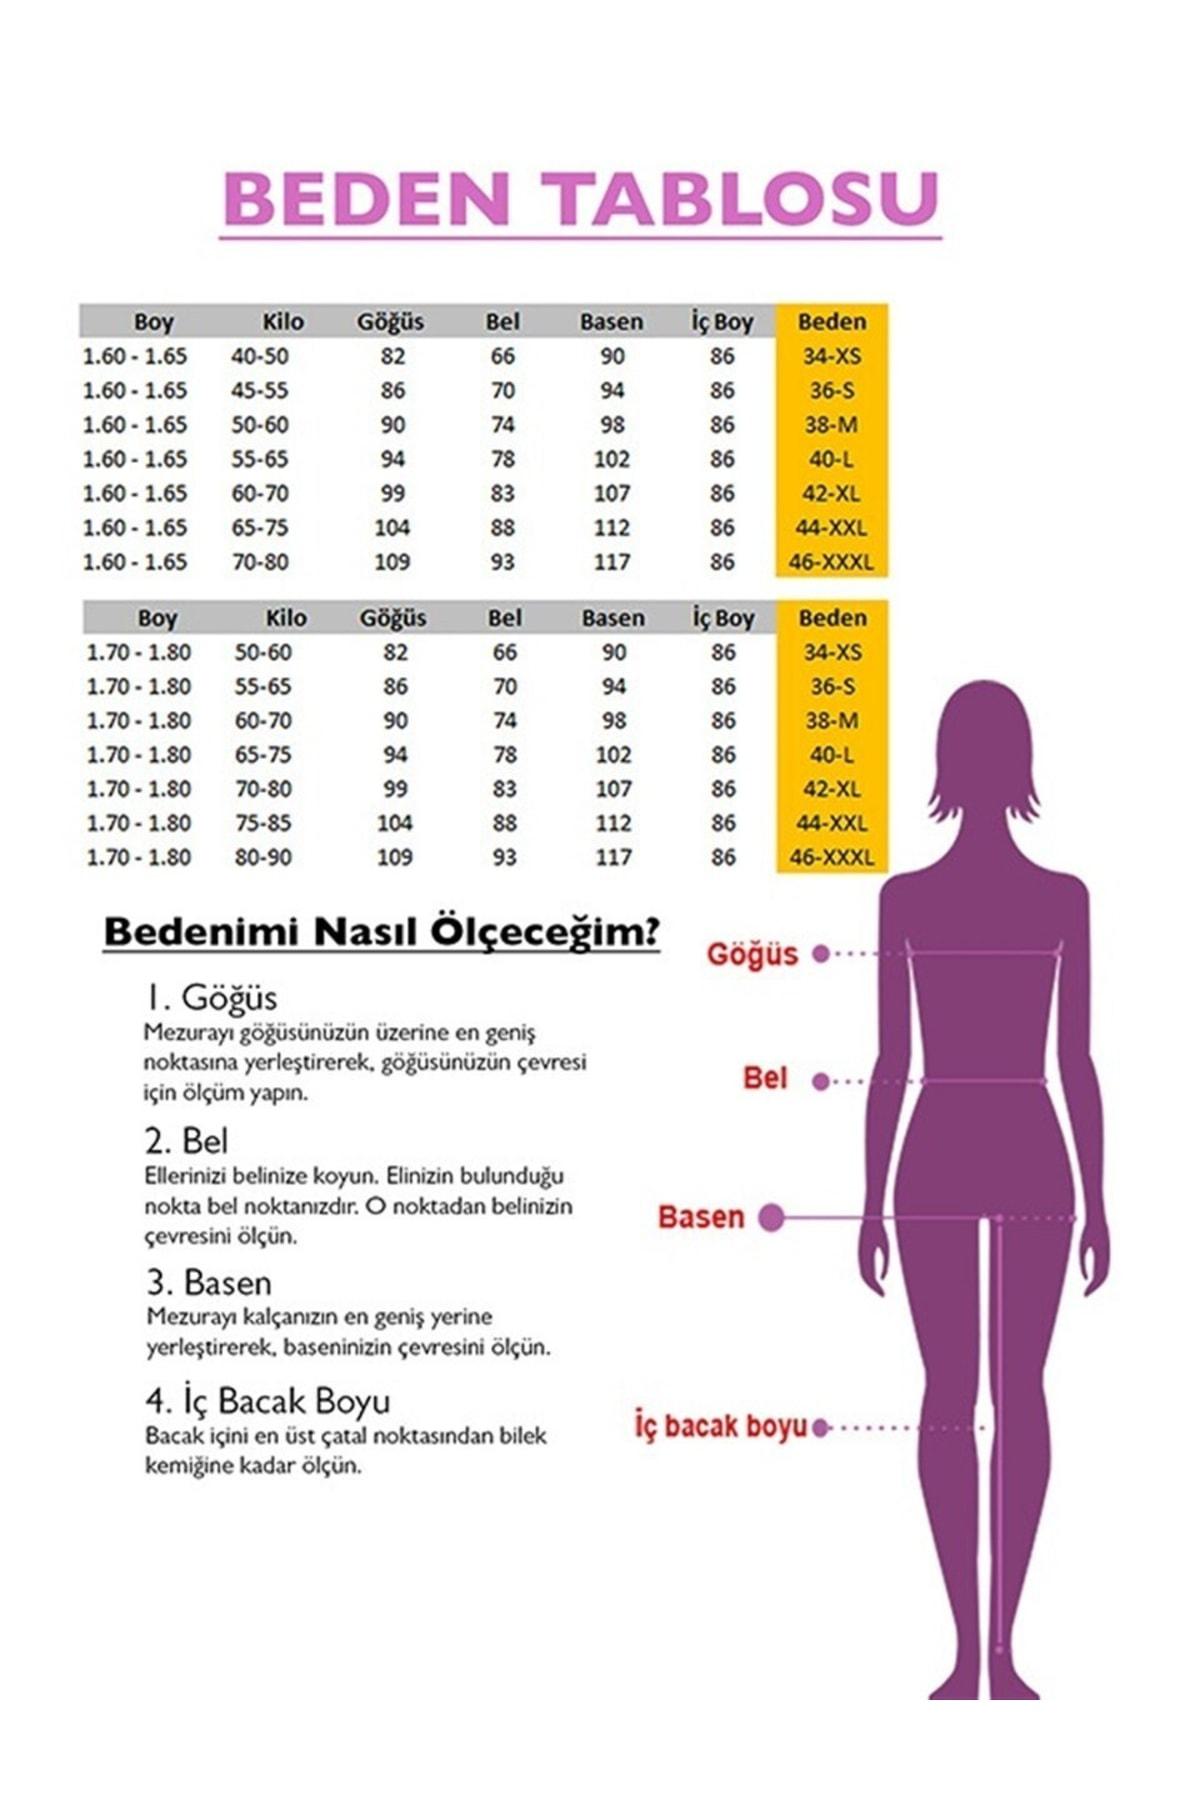 BEDEN TABLOSU
Boy Kilo Göğüs Bel Basen İç Boy Beden
1.60 - 1.65 40-50 82 66 90 86 34-XS
1.60 - 1.65 45-55 86 70 94 86 36-S
1.60 - 1.65 50-60 90 74 98 86 38-M
1.60 - 1.65 55-65 94 78 102 86 40-L
1.60 - 1.65 60-70 99 83 107 86 42-XL
1.60 - 1.65 65-75 104 88 112 86 44-XXL
1.60 - 1.65 70-80 109 93 117 86 46-XXXL
Boy Kilo Göğüs Bel Basen İç Boy Beden
1.70 - 1.80 50-60 82 66 90 86 34-XS
1.70 - 1.80 55-65 86 70 94 86 36-S
1.70 - 1.80 60-70 90 74 98 86 38-M
1.70 - 1.80 65-75 94 78 102 86 40-L
1.70 - 1.80 70-80 99 83 107 86 42-XL
1.70 - 1.80 75-85 104 88 112 86 44-XXL
1.70 - 1.80 80-90 109 93 117 86 46-XXXL
Bedenimi Nasıl Ölçeceğim?
1. Göğüs
Mezurayı göğüsünüzün üzerine en geniş
noktasına yerleştirerek, göğüsünüzün çevresi
için ölçüm yapın.
2. Bel
Ellerinizi belinize koyun. Elinizin bulunduğu
nokta bel noktanızdır. O noktadan belinizin
çevresini ölçün.
3. Basen
Mezurayı kalçanızın en geniş yerine
yerleştirerek, baseninizin çevresini ölçün.
4. İç Bacak Boyu
Bacak içini en üst çatal noktasından bilek
kemiğine kadar ölçün.
Göğüs
Bel
Basen
İç bacak boyu